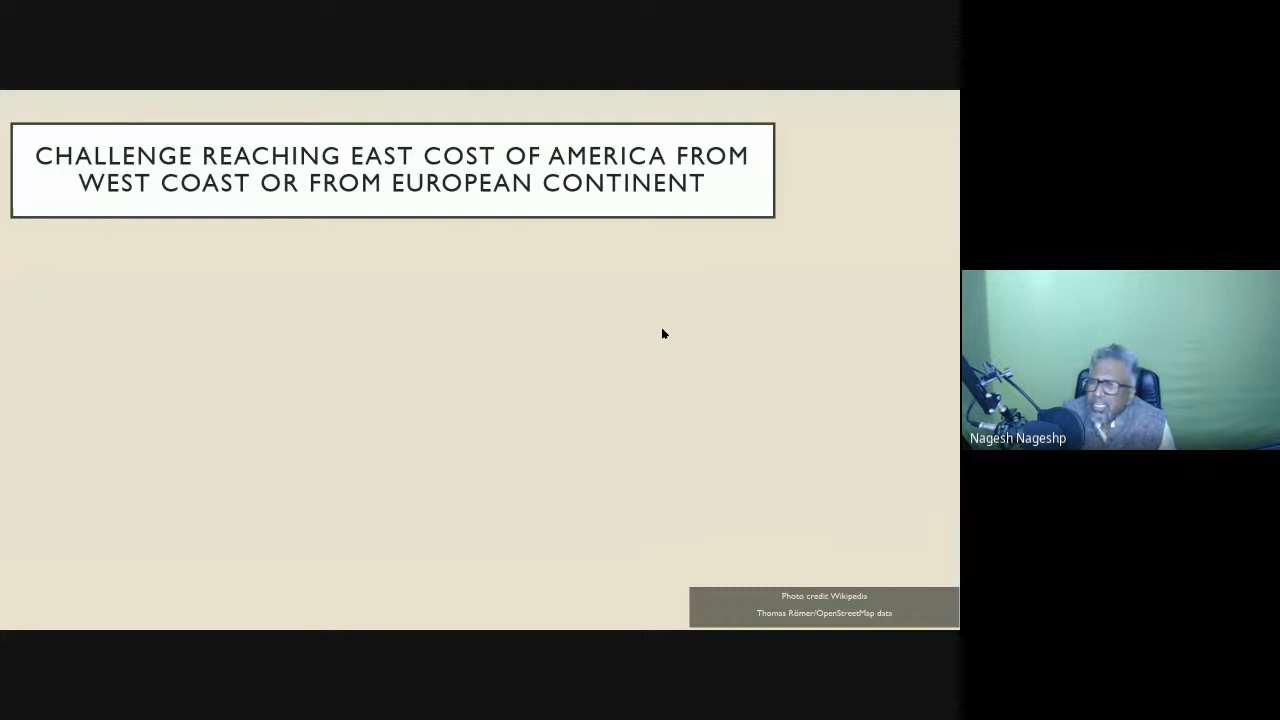 CHALLENGE REACHING EAST COST OF AMERICA FROM
WEST COAST OR FROM EUROPEAN CONTINENT
Nagesh Nageshp
Photo credit Wikipedia
Thomas Römer/OpenStreetMap data